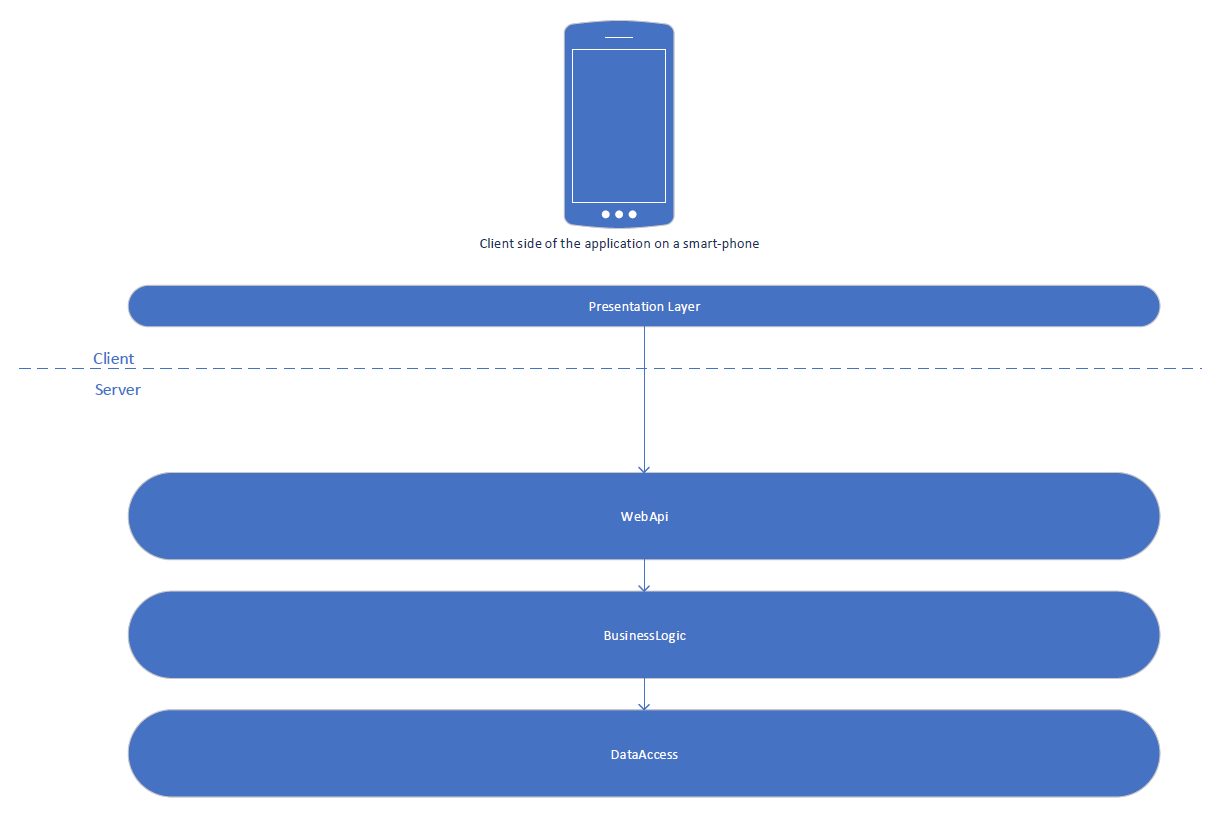 Client side of the application on a smart-phone
Presentation Layer
Client
Server
WebApi
BusinessLogic
DataAccess